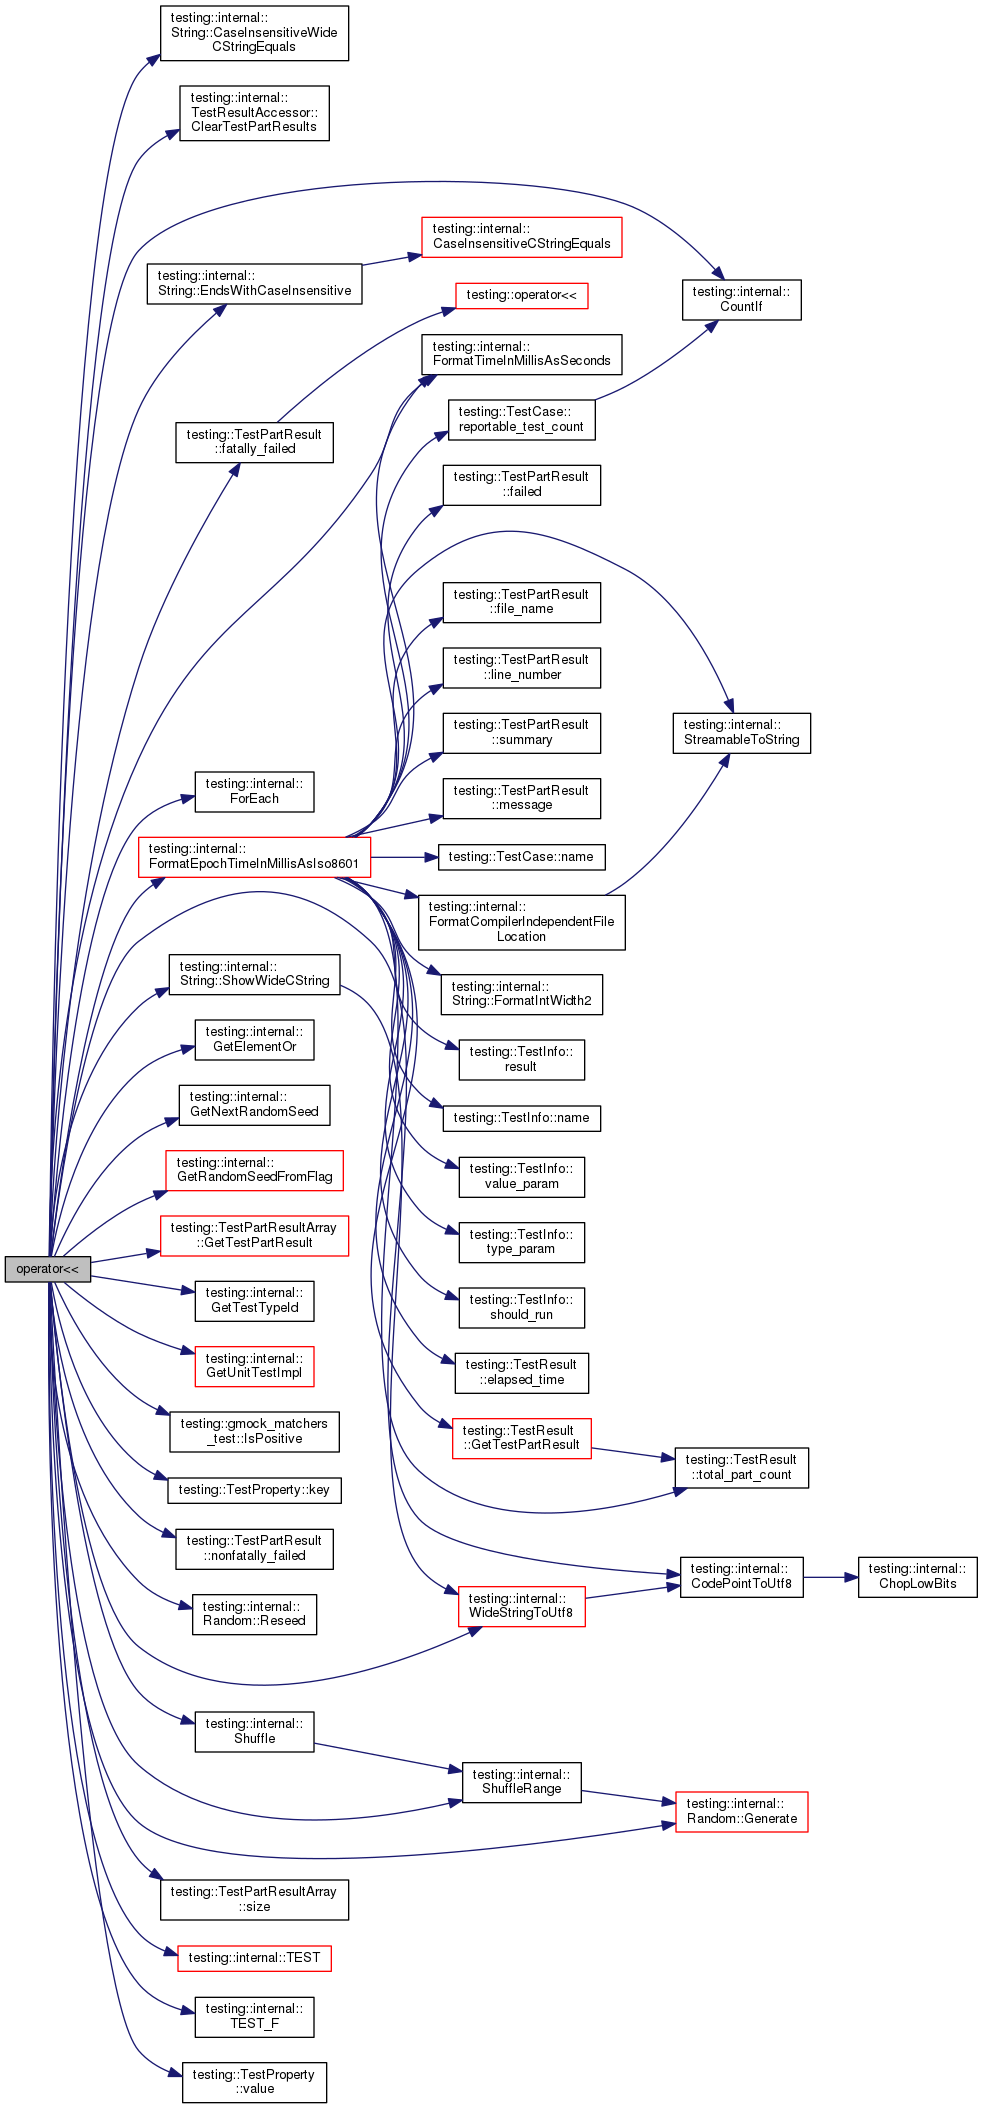 testing::internal::
String::CaseInsensitiveWide
CStringEquals
testing::internal::
TestResultAccessor::
ClearTestPartResults
testing::internal::
CaseInsensitiveCStringEquals
testing::internal::
String::EndsWithCaseInsensitive
testing::operator<<
testing::internal::
CountIf
testing::internal::
FormatTimeInMillisAsSeconds
testing::TestCase::
reportable_test_count
testing::TestPartResult
::fatally_failed
testing::TestPartResult
::failed
testing::TestPartResult
::file_name
testing::TestPartResult
::line_number
testing::TestPartResult
::summary
testing::internal::
StreamableToString
testing::internal::
ForEach
testing::TestPartResult
::message
testing::internal::
FormatEpochTimeInMillisAsIso8601
testing::TestCase::name
testing::internal::
FormatCompilerIndependentFile
Location
testing::internal::
String::ShowWideCString
testing::internal::
String::FormatIntWidth2
testing::internal::
GetElementOr
testing::TestInfo::
result
testing::internal::
GetNextRandomSeed
testing::TestInfo::name
testing::internal::
GetRandomSeedFromFlag
testing::TestInfo::
value_param
testing::TestPartResultArray
::GetTestPartResult
testing::TestInfo::
type_param
operator<<
testing::internal::
GetTestTypeId
testing::TestInfo::
should_run
testing::internal::
GetUnitTestImpl
testing::TestResult
::elapsed_time
testing::gmock_matchers
_test::IsPositive
testing::TestResult
::GetTestPartResult
testing::TestResult
::total_part_count
testing::TestProperty::key
testing::TestPartResult
::nonfatally_failed
testing::internal::
CodePointToUtf8
testing::internal::
ChopLowBits
testing::internal::
Random::Reseed
testing::internal::
WideStringToUtf8
testing::internal::
Shuffle
testing::internal::
ShuffleRange
testing::internal::
Random::Generate
testing::TestPartResultArray
::size
testing::internal::TEST
testing::internal::
TEST_F
testing::TestProperty
::value